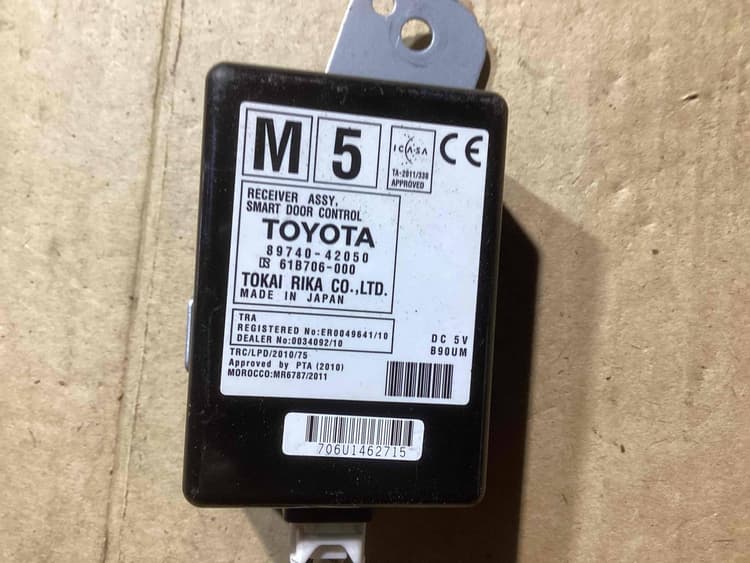 M 5
ICASA
TA-2011/338
APPROVED
CE
RECEIVER ASSY,
SMART DOOR CONTROL
TOYOTA
89740-42050
61B706-000
TOKAI RIKA CO.,LTD.
MADE IN JAPAN
TRA
REGISTERED No:ER0049641/10
DEALER No:0034092/10
TRC/LPD/2010/75
Approved by PTA (2010)
MOROCCO:MR6787/2011
DC 5V
B90UM
706U1462715